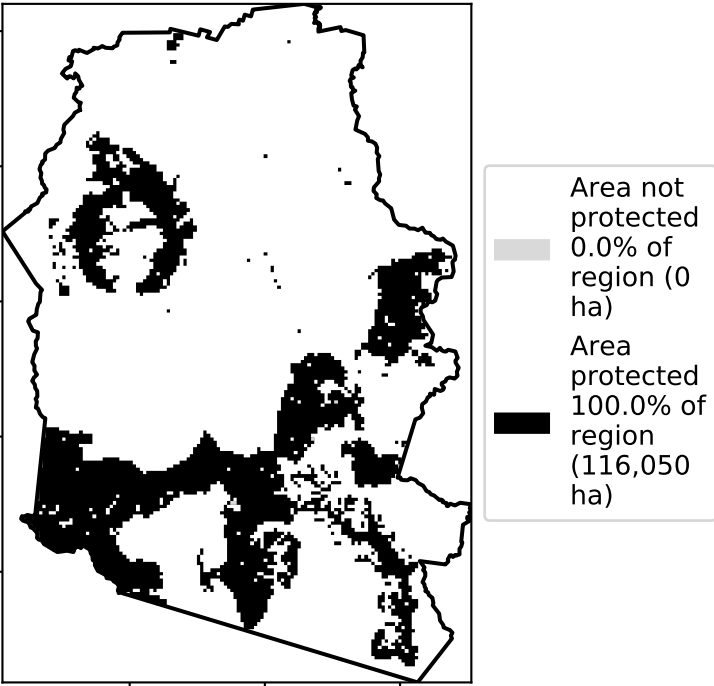 Area not
protected
0.0% of
region (0
ha)
Area
protected
100.0% of
region
(116,050
ha)